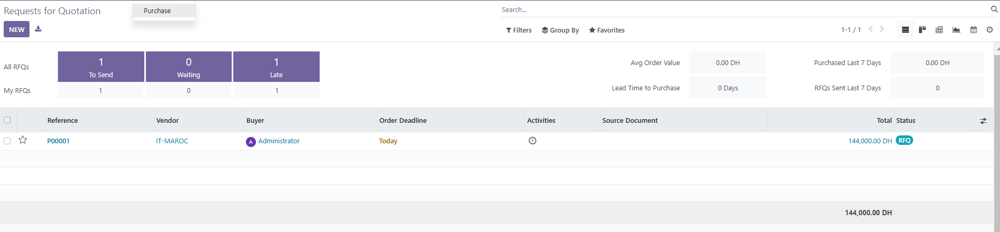 Requests for Quotation
Purchase
Search...
NEW
Filters
Group By
Favorites
1-1 / 1
All RFQs
1
To Send
0
Waiting
1
Late
My RFQs
1
0
1
Avg Order Value
0.00 DH
Purchased Last 7 Days
0.00 DH
Lead Time to Purchase
0 Days
RFQs Sent Last 7 Days
0
Reference Vendor Buyer Order Deadline Activities Source Document Total Status
P00001 IT-MAROC A Administrator Today 144,000.00 DH RFQ
144,000.00 DH